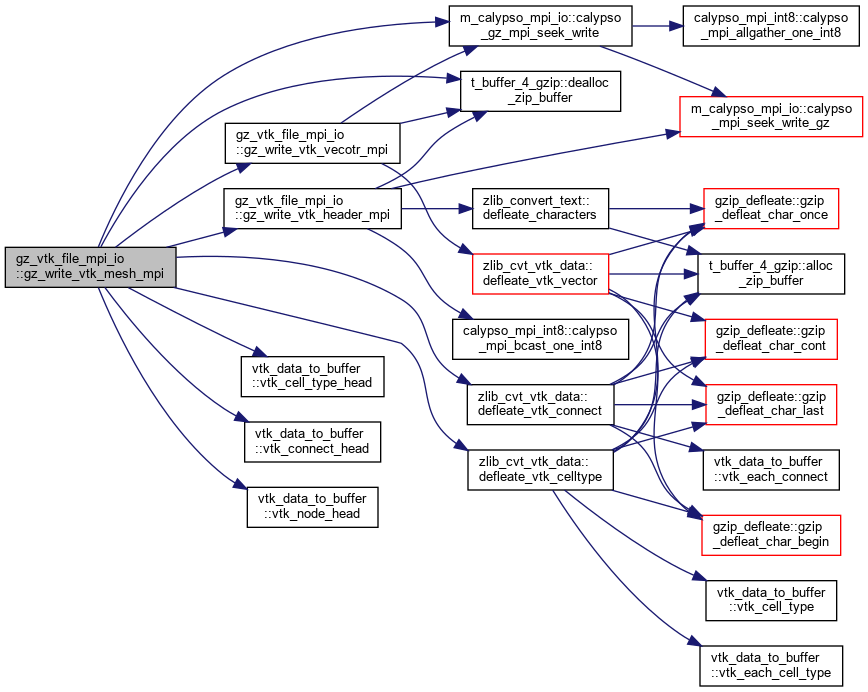 gz_vtk_file_mpi_io
::gz_write_vtk_mesh_mpi
m_calypso_mpi_io::calypso
_gz_mpi_seek_write
t_buffer_4_gzip::dealloc
_zip_buffer
gz_vtk_file_mpi_io
::gz_write_vtk_vecotr_mpi
gz_vtk_file_mpi_io
::gz_write_vtk_header_mpi
zlib_convert_text::
defleate_characters
zlib_cvt_vtk_data::
defleate_vtk_vector
calypso_mpi_int8::calypso
_mpi_bcast_one_int8
vtk_data_to_buffer
::vtk_cell_type_head
zlib_cvt_vtk_data::
defleate_vtk_connect
vtk_data_to_buffer
::vtk_connect_head
zlib_cvt_vtk_data::
defleate_vtk_celltype
vtk_data_to_buffer
::vtk_node_head
calypso_mpi_int8::calypso
_mpi_allgather_one_int8
m_calypso_mpi_io::calypso
_mpi_seek_write_gz
gzip_defleate::gzip
_defleat_char_once
t_buffer_4_gzip::alloc
_zip_buffer
gzip_defleate::gzip
_defleat_char_cont
gzip_defleate::gzip
_defleat_char_last
vtk_data_to_buffer
::vtk_each_connect
gzip_defleate::gzip
_defleat_char_begin
vtk_data_to_buffer
::vtk_cell_type
vtk_data_to_buffer
::vtk_each_cell_type